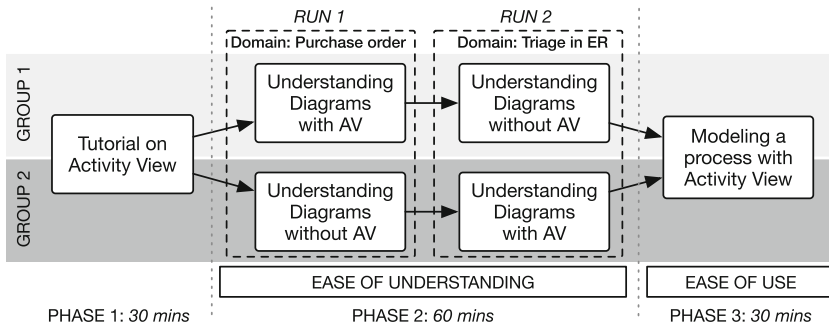 RUN 1
RUN 2
Domain: Purchase order
Domain: Triage in ER
GROUP 1
GROUP 2
Tutorial on
Activity View
Understanding
Diagrams
with AV
Understanding
Diagrams
without AV
Understanding
Diagrams
without AV
Understanding
Diagrams
with AV
Modeling a
process with
Activity View
EASE OF UNDERSTANDING
EASE OF USE
PHASE 1: 30 mins
PHASE 2: 60 mins
PHASE 3: 30 mins